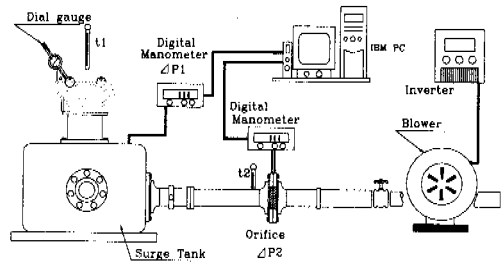 Dial gauge
t1
Digital
Manometer
⊿P1
IBM PC
Inverter
Digital
Manometer
Blower
t2
Orifice
⊿P2
Surge Tank